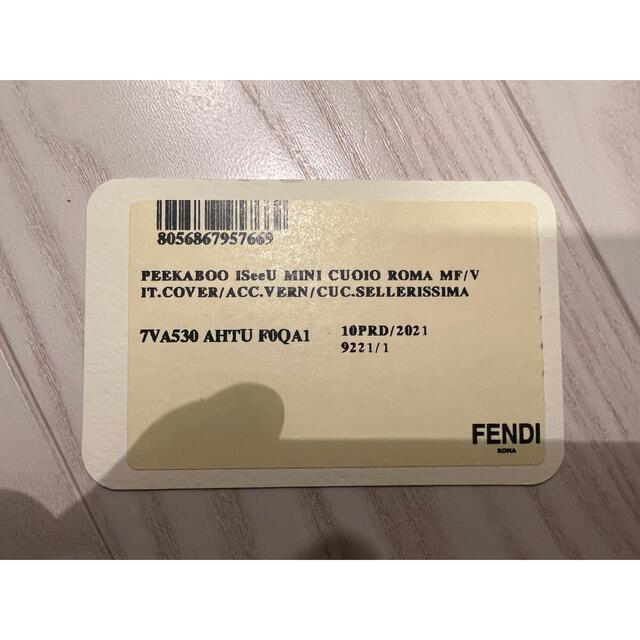 8056867957669
PEEKABOO ISeeU MINI CUOIO ROMA MF/V
IT.COVER/ACC.VERN/CUC.SELLERISSIMA
7VA530 AHTU F0QA1 10PRD/2021
9221/1
FENDI
ROMA